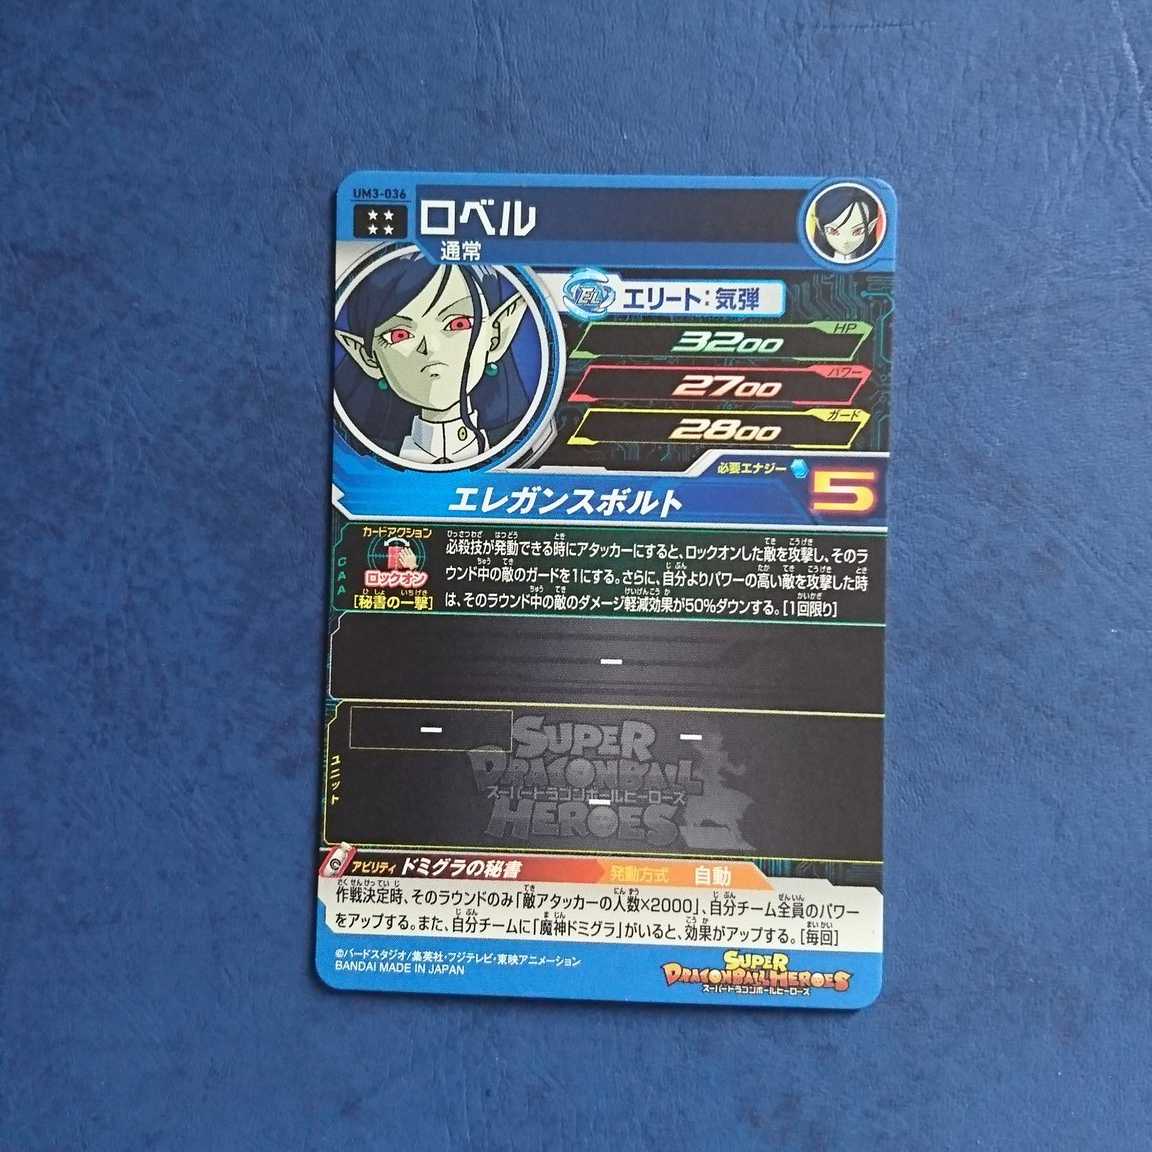 UM3-036
ロベル
通常
EL
エリート：気弾
HP
3200
パワー
2700
ガード
2800
必要エナジー
5
エレガンスボルト
CAA
カードアクション
ロックオン
[秘書の一撃]
必殺技が発動できる時にアタッカーにすると、ロックオンした敵を攻撃し、そのラ
ウンド中の敵のガードを1にする。さらに、自分よりパワーの高い敵を攻撃した時
は、そのラウンド中の敵のダメージ軽減効果が50%ダウンする。[1回限り]
ー
ユニット
ー
ー
ー
SUPER
DRAGONBALL
スーパードラゴンボールヒーローズ
HEROES
アビリティ ドミグラの秘書
発動方式 自動
作戦決定時、そのラウンドのみ「敵アタッカーの人数×2000」、自分チーム全員のパワー
をアップする。また、自分チームに「魔神ドミグラ」がいると、効果がアップする。[毎回]
©バードスタジオ/集英社・フジテレビ・東映アニメーション
BANDAI MADE IN JAPAN
SUPER
DRAGONBALL HEROES
スーパードラゴンボールヒーローズ